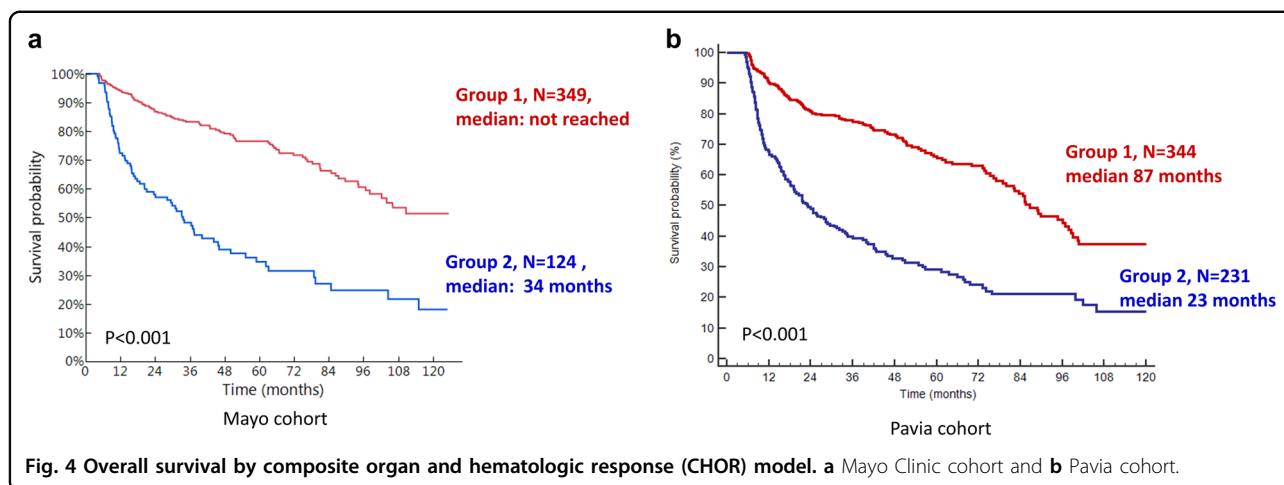 a
100%
90%
80%
70%
60%
50%
40%
30%
20%
10%
0%
Survival probability
Group 1, N=349,
median: not reached
Group 2, N=124 ,
median: 34 months
P<0.001
0 12 24 36 48 60 72 84 96 108 120
Time (months)
Mayo cohort
b
100
90
80
70
60
50
40
30
20
10
0
Survival probability (%)
Group 1, N=344
median 87 months
Group 2, N=231
median 23 months
P<0.001
0 12 24 36 48 60 72 84 96 108 120
Time (months)
Pavia cohort
Fig. 4 Overall survival by composite organ and hematologic response (CHOR) model. a Mayo Clinic cohort and b Pavia cohort.